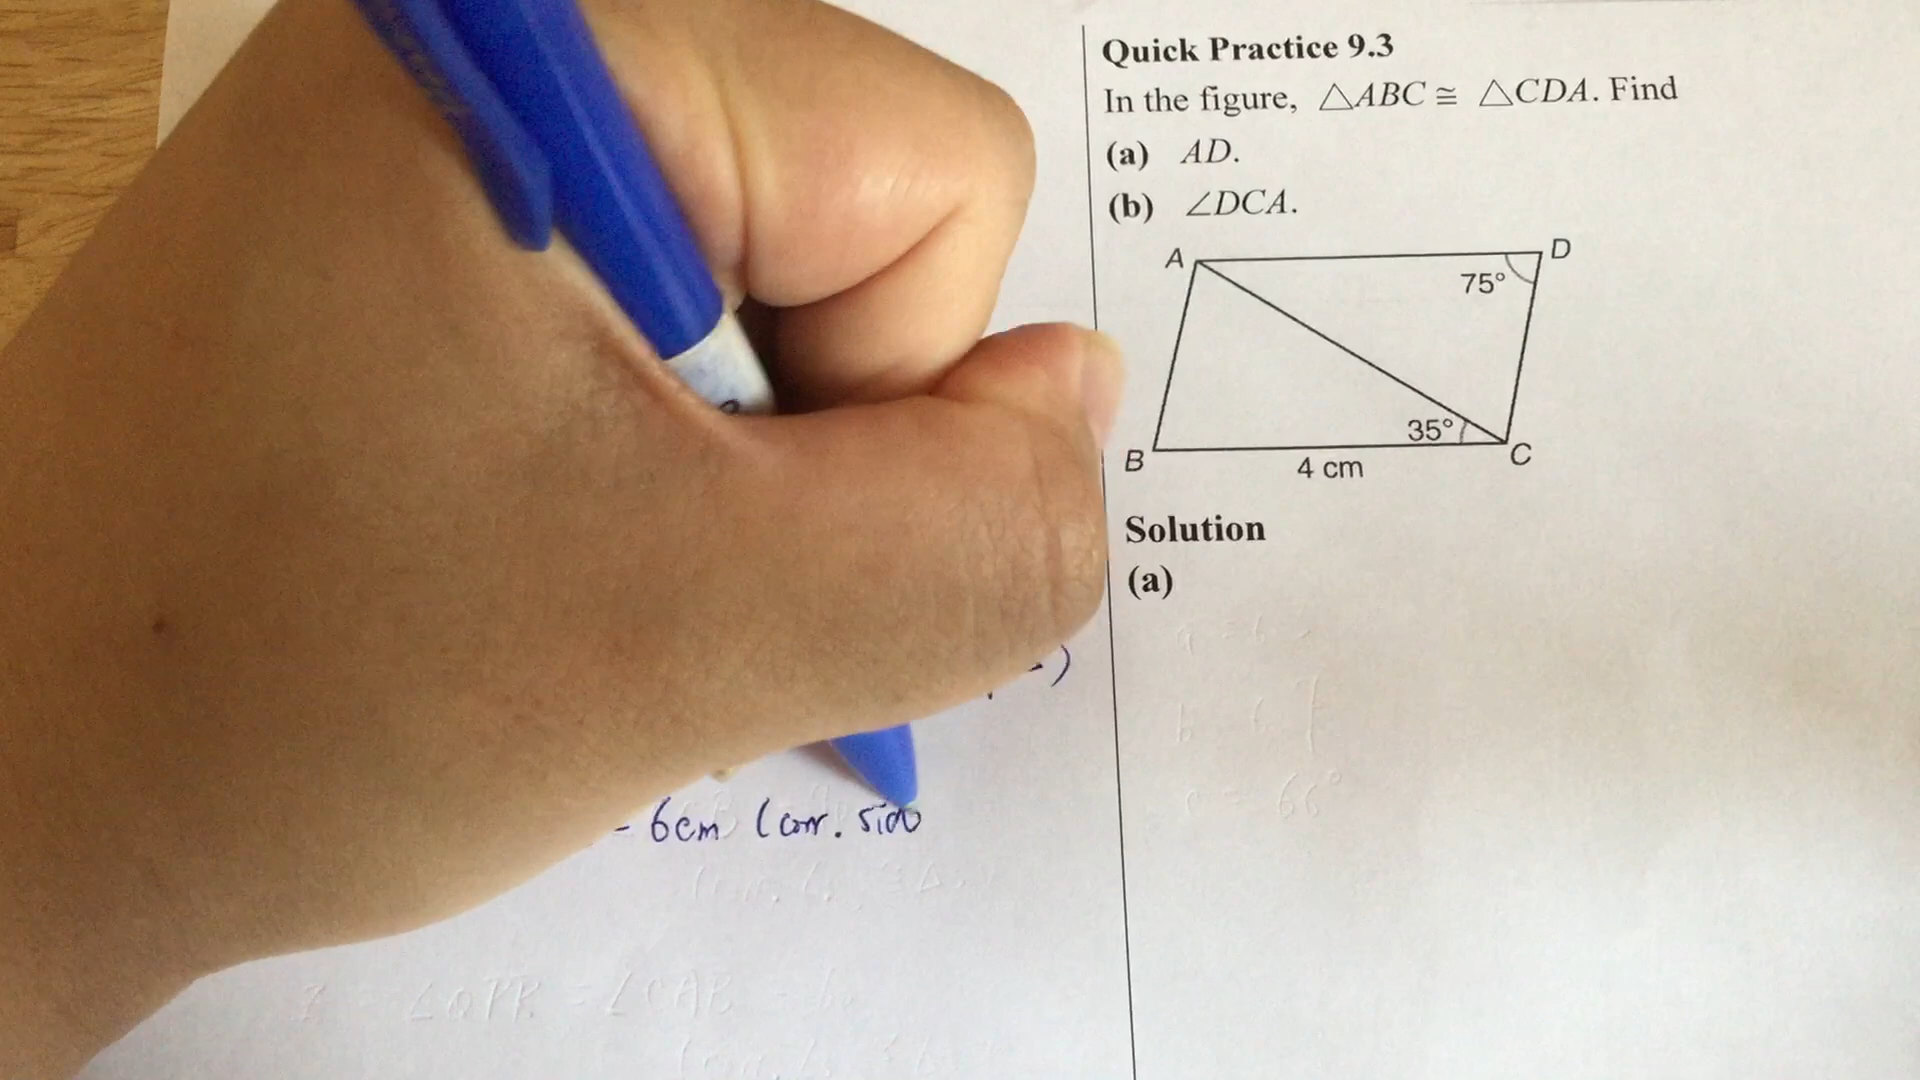 Quick Practice 9.3
In the figure, △ABC ≅ △CDA. Find
(a) AD.
(b) ∠DCA.
A
D
75°
35°
B
4 cm
C
Solution
(a)
6cm (corr. side